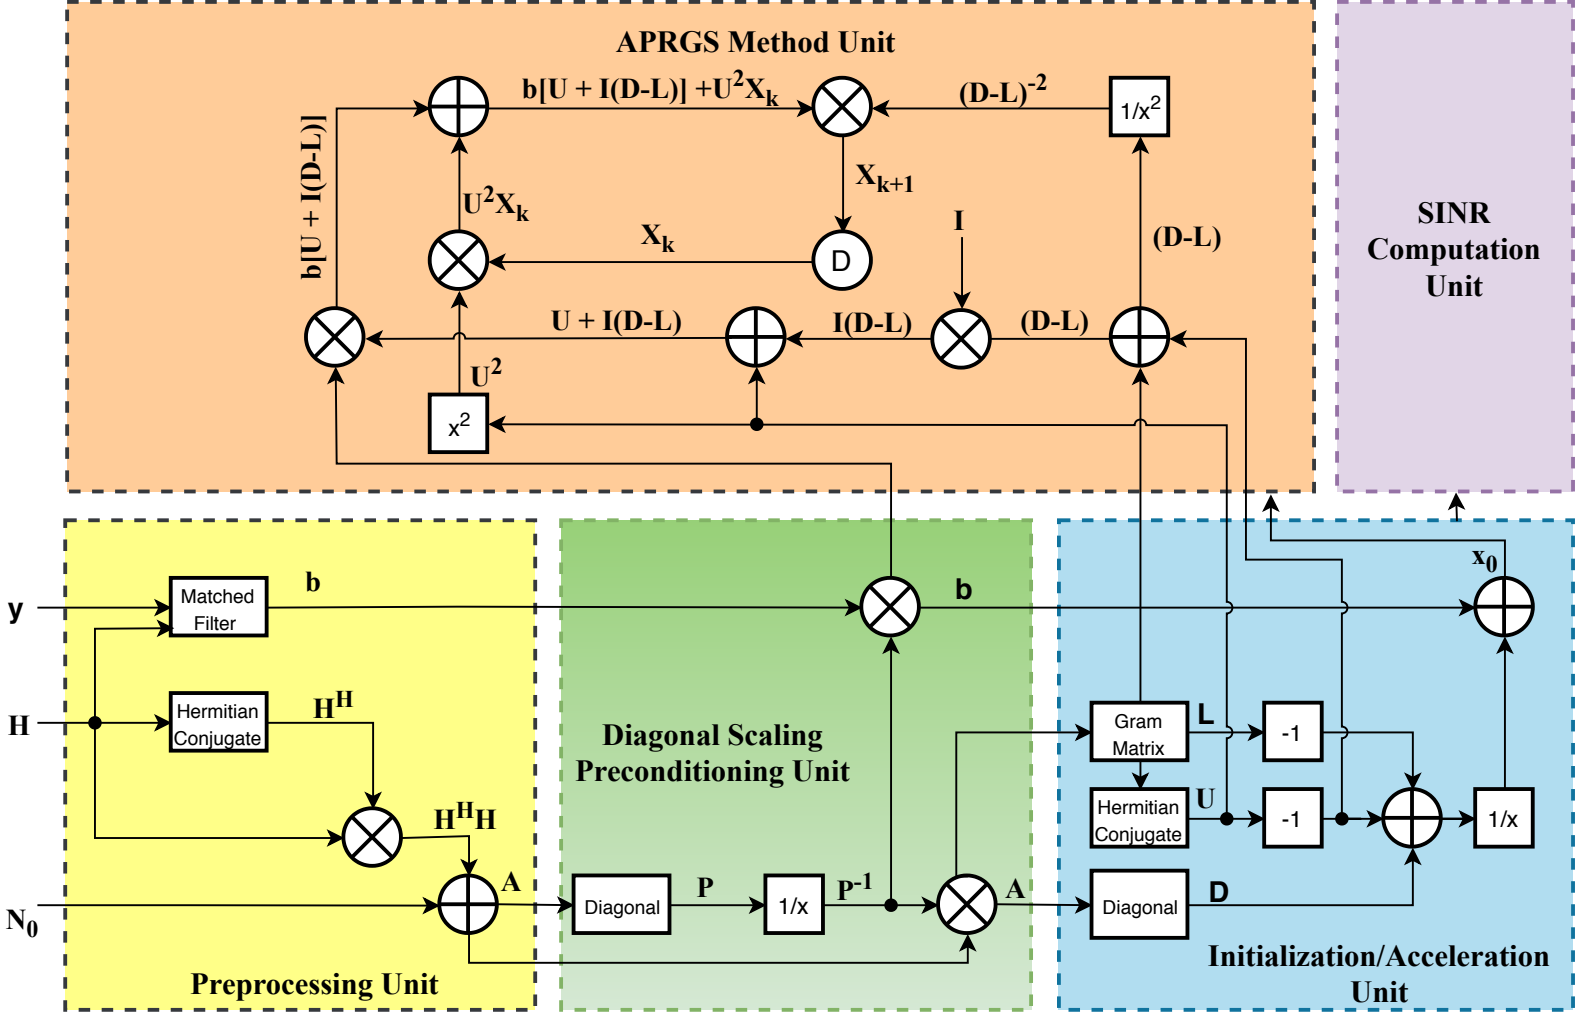 APRGS Method Unit
b[U + I(D-L)] +U²Xₖ
(D-L)⁻²
1/x²
b[U + I(D-L)]
Xₖ₊₁
U²Xₖ
Xₖ
D
I
(D-L)
U + I(D-L)
I(D-L)
(D-L)
U²
x²
SINR
Computation
Unit
y
Matched
Filter
b
H
Hermitian
Conjugate
Hᴴ
HᴴH
N₀
A
Preprocessing Unit
Diagonal Scaling
Preconditioning Unit
Diagonal
P
1/x
P⁻¹
A
b
x₀
Gram
Matrix
L
-1
Hermitian
Conjugate
U
-1
1/x
Diagonal
D
Initialization/Acceleration
Unit